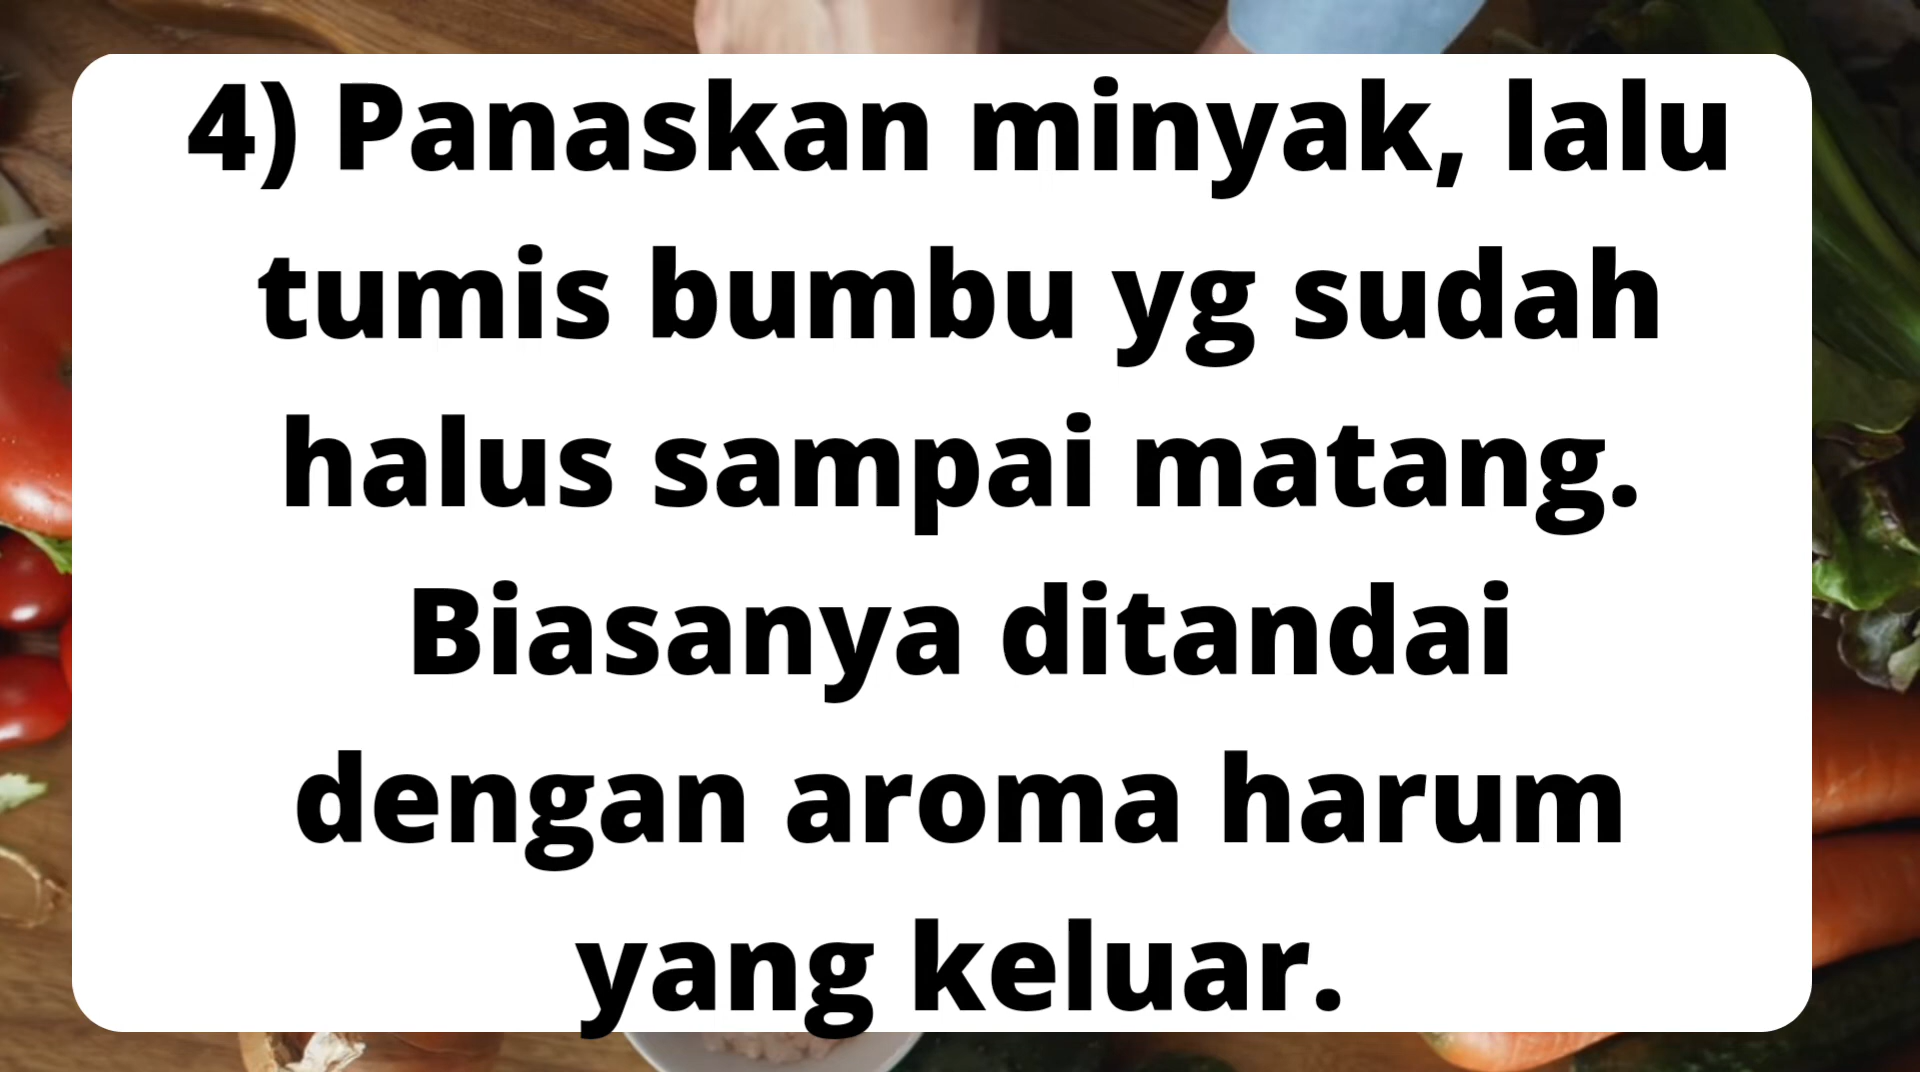 4) Panaskan minyak, lalu
tumis bumbu yg sudah
halus sampai matang.
Biasanya ditandai
dengan aroma harum
yang keluar.